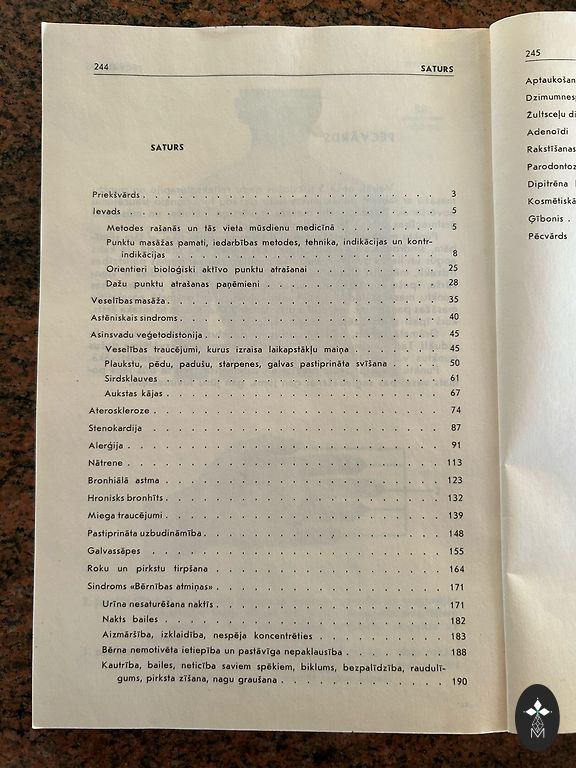 244 SATURS
SATURS
Priekšvārds . . . 3
Ievads . . . 5
Metodes rašanās un tās vieta mūsdienu medicīnā . . . 5
Punktu masāžas pamati, iedarbības metodes, tehnika, indikācijas un kontr-
indikācijas . . . 8
Orientieri bioloģiski aktīvo punktu atrašanai . . . 25
Dažu punktu atrašanas paņēmieni . . . 28
Veselības masāža . . . 35
Astēniskais sindroms . . . 40
Asinsvadu veģetodistonija . . . 45
Veselības traucējumi, kurus izraisa laikapstākļu maiņa . . . 45
Plaukstu, pēdu, padušu, starpenes, galvas pastiprināta svīšana . . . 50
Sirdsklauves . . . 61
Aukstas kājas . . . 67
Ateroskleroze . . . 74
Stenokardija . . . 87
Alerģija . . . 91
Nātrene . . . 113
Bronhiālā astma . . . 123
Hronisks bronhīts . . . 132
Miega traucējumi . . . 139
Pastiprināta uzbudināmība . . . 148
Galvassāpes . . . 155
Roku un pirkstu tirpšana . . . 164
Sindroms «Bērnības atmiņas» . . . 171
Urīna nesaturēšana naktīs . . . 171
Nakts bailes . . . 182
Aizmāršība, izklaidība, nespēja koncentrēties . . . 183
Bērna nemotivēta ietiepība un pastāvīga nepaklausība . . . 188
Kautrība, bailes, neticība saviem spēkiem, biklums, bezpalīdzība, raudulī-
gums, pirksta zīšana, nagu graušana . . . 190
245
Aptaukošan
Dzimumnesp
Žultsceļu di
Adenoīdi
Rakstīšanas
Parodontoz
Dipitrēna
Kosmētiskā
Ģībonis .
Pēcvārds